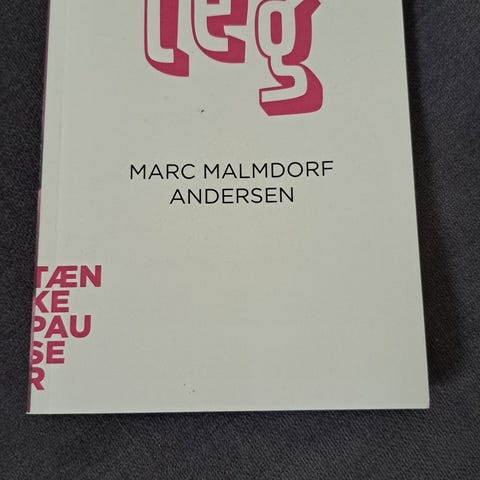 leg
MARC MALMDORF
ANDERSEN
TÆN
KE
PAU
SE
R